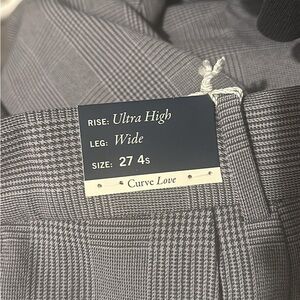 RISE: Ultra High
LEG: Wide
SIZE: 27 4S
Curve Love